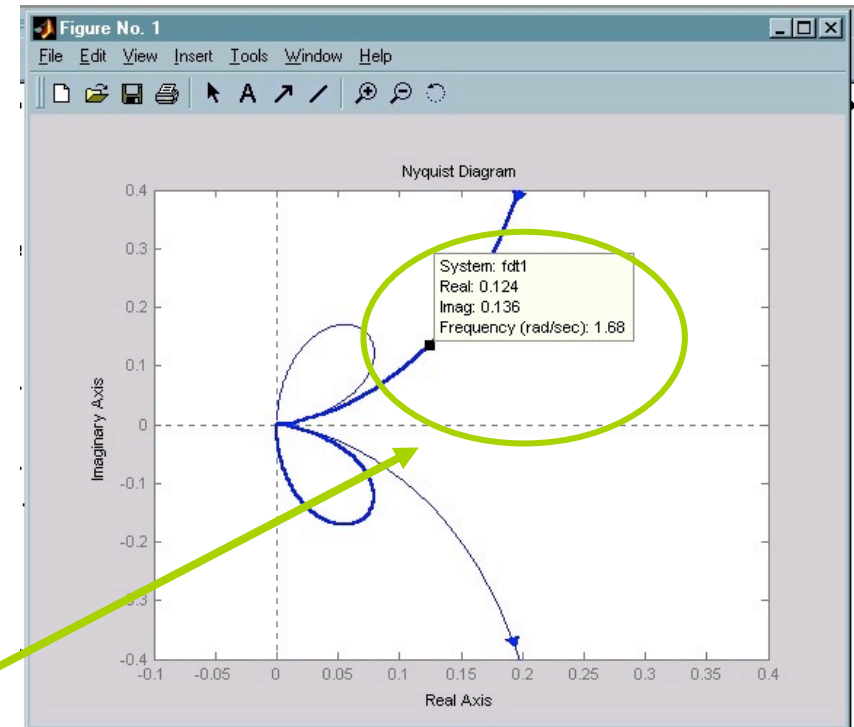 Figure No. 1
File Edit View Insert Tools Window Help
A
Nyquist Diagram
0.4
0.3
0.2
0.1
0
-0.1
-0.2
-0.3
-0.4
Imaginary Axis
System: fdt1
Real: 0.124
Imag: 0.136
Frequency (rad/sec): 1.68
-0.1 -0.05 0 0.05 0.1 0.15 0.2 0.25 0.3 0.35 0.4
Real Axis